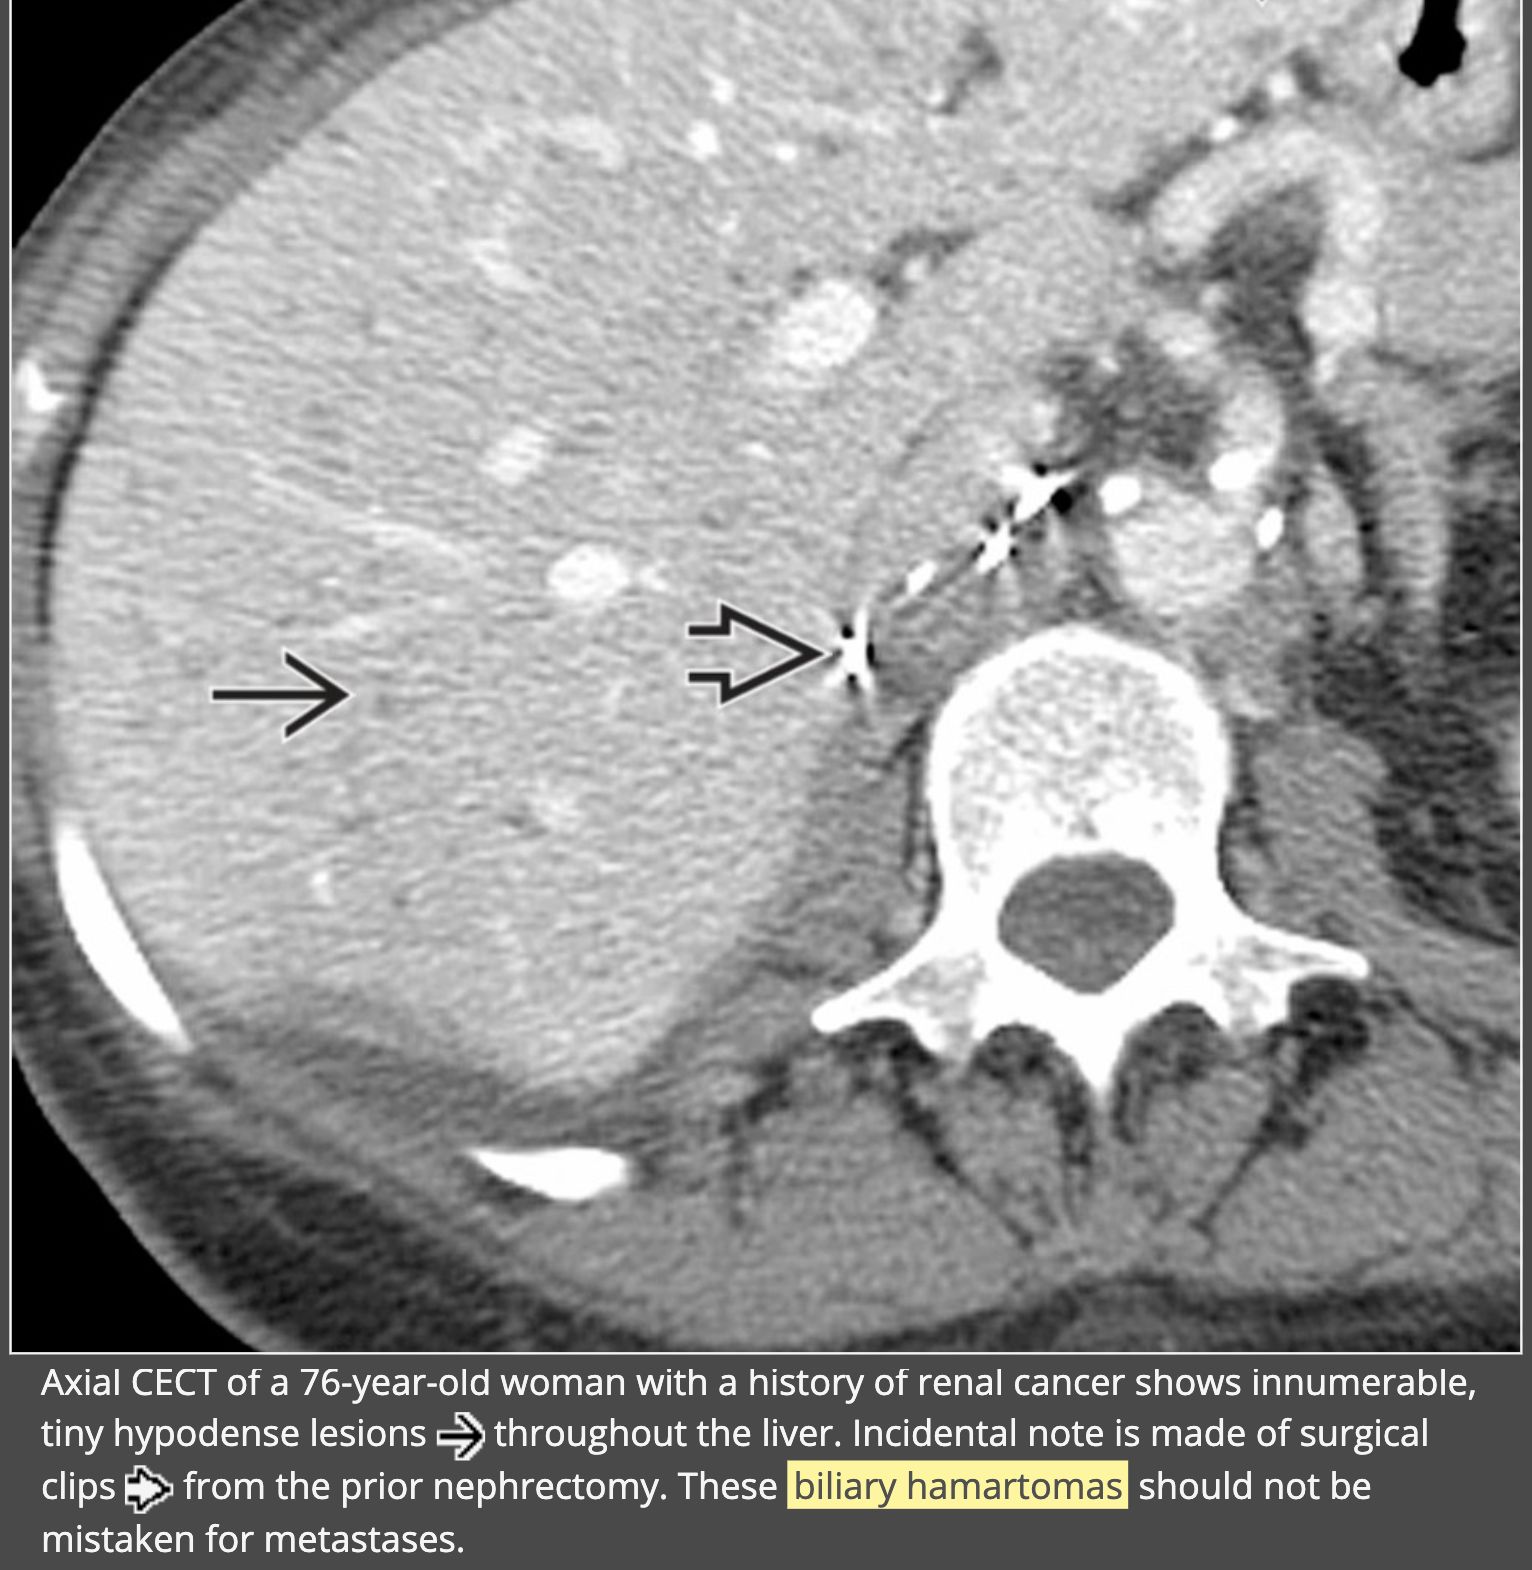 Axial CECT of a 76-year-old woman with a history of renal cancer shows innumerable,
tiny hypodense lesions throughout the liver. Incidental note is made of surgical
clips from the prior nephrectomy. These biliary hamartomas should not be
mistaken for metastases.